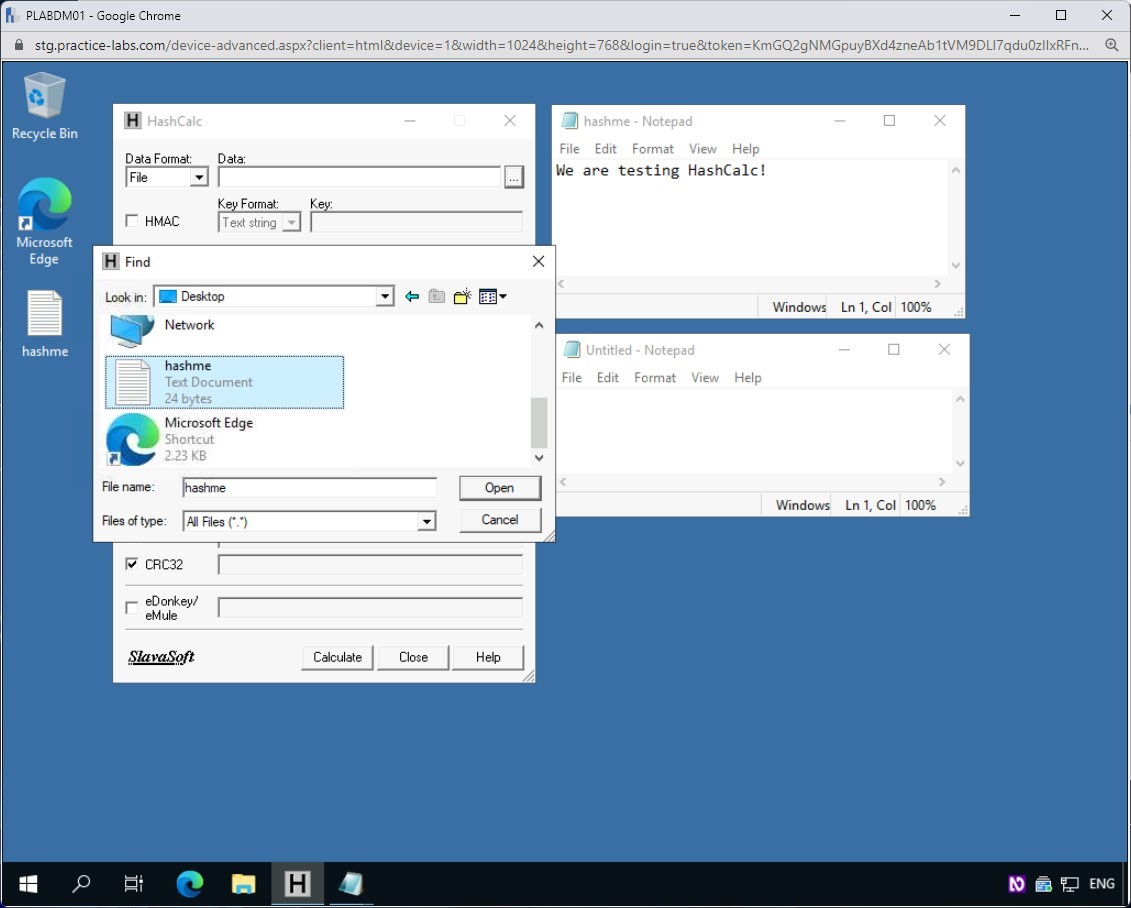 PLABDM01 - Google Chrome
stg.practice-labs.com/device-advanced.aspx?client=html&device=1&width=1024&height=768&login=true&token=KmGQ2gNMGpuyBXd4zneAb1tVM9DLl7qdu0zllxRFn...
Recycle Bin
Microsoft
Edge
hashme
HashCalc
Data Format:
Data:
File
...
HMAC
Key Format:
Key:
Text string
Find
Look in:
Desktop
Network
hashme
Text Document
24 bytes
Microsoft Edge
Shortcut
2.23 KB
File name:
hashme
Open
Files of type:
All Files (*.*)
Cancel
CRC32
eDonkey/
eMule
SlavaSoft
Calculate
Close
Help
hashme - Notepad
File Edit Format View Help
We are testing HashCalc!
Windows Ln 1, Col 100%
Untitled - Notepad
File Edit Format View Help
Windows Ln 1, Col 100%
ENG